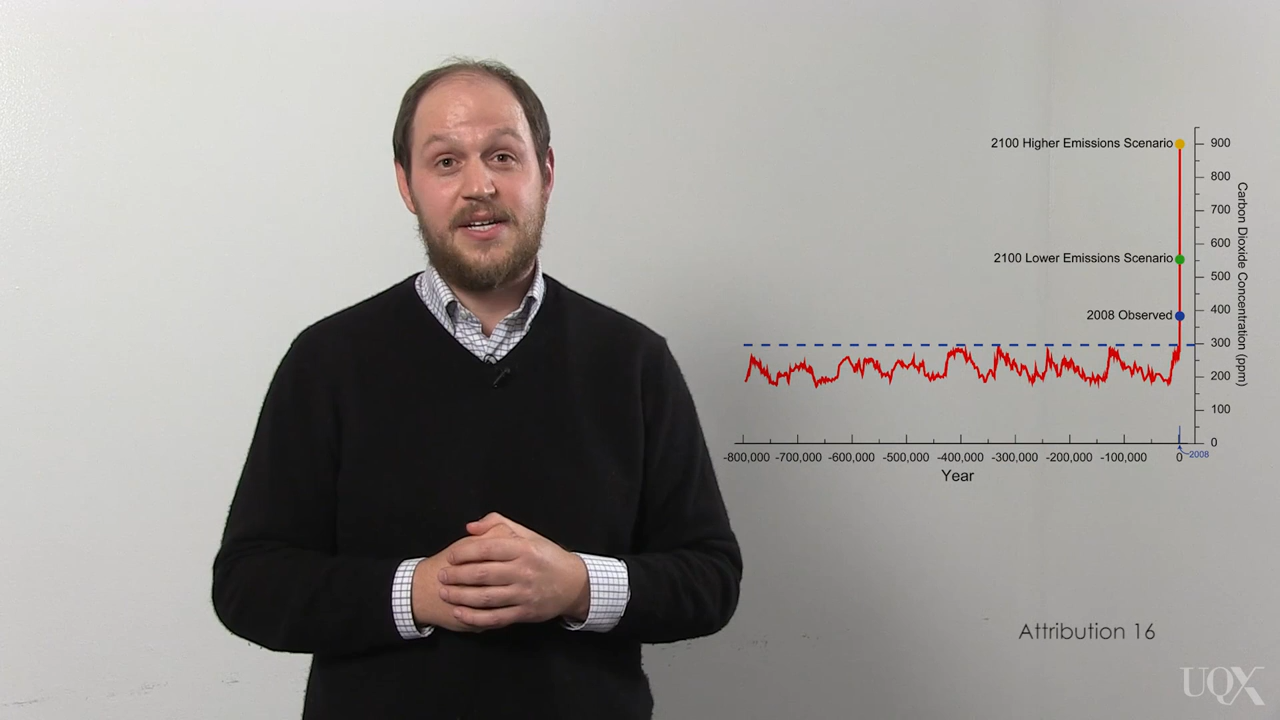 2100 Higher Emissions Scenario
2100 Lower Emissions Scenario
2008 Observed
900
800
700
600
500
400
300
200
100
0
Carbon Dioxide Concentration (ppm)
-800,000 -700,000 -600,000 -500,000 -400,000 -300,000 -200,000 -100,000 0 2008
Year
Attribution 16
UQX